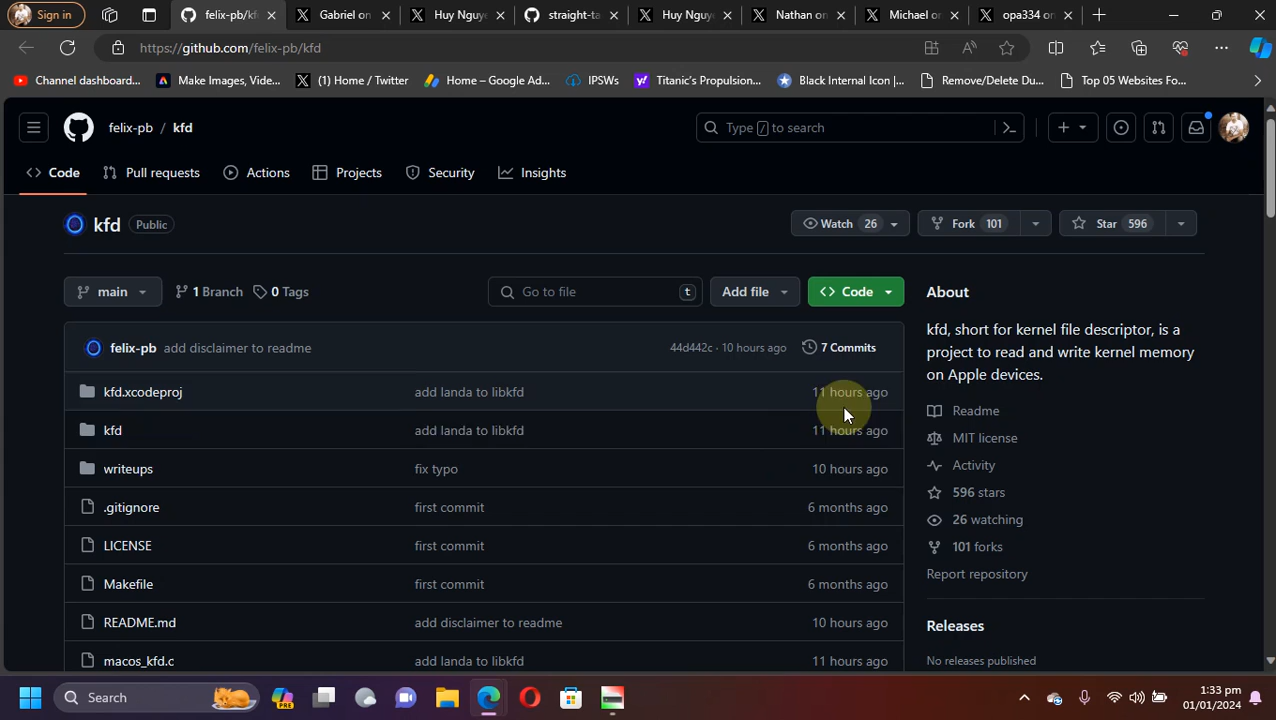 Sign in
felix-pb/kf
Gabriel on
Huy Nguy
straight-ta
Huy Nguy
Nathan on
Michael on
opa334 on
https://github.com/felix-pb/kfd
Channel dashboard...
Make Images, Vide...
(1) Home / Twitter
Home – Google Ad...
IPSWs
Titanic's Propulsion...
Black Internal Icon |...
Remove/Delete Du...
Top 05 Websites Fo...
felix-pb / kfd
Type / to search
Code
Pull requests
Actions
Projects
Security
Insights
kfd Public
Watch 26
Fork 101
Star 596
main
1 Branch
0 Tags
Go to file t
Add file
Code
About
felix-pb add disclaimer to readme 44d442c · 10 hours ago 7 Commits
kfd, short for kernel file descriptor, is a
project to read and write kernel memory
on Apple devices.
kfd.xcodeproj add landa to libkfd 11 hours ago
kfd add landa to libkfd 11 hours ago
writeups fix typo 10 hours ago
.gitignore first commit 6 months ago
LICENSE first commit 6 months ago
Makefile first commit 6 months ago
README.md add disclaimer to readme 10 hours ago
macos_kfd.c add landa to libkfd 11 hours ago
Readme
MIT license
Activity
596 stars
26 watching
101 forks
Report repository
Releases
No releases published
Search
PRE
1:33 pm
01/01/2024